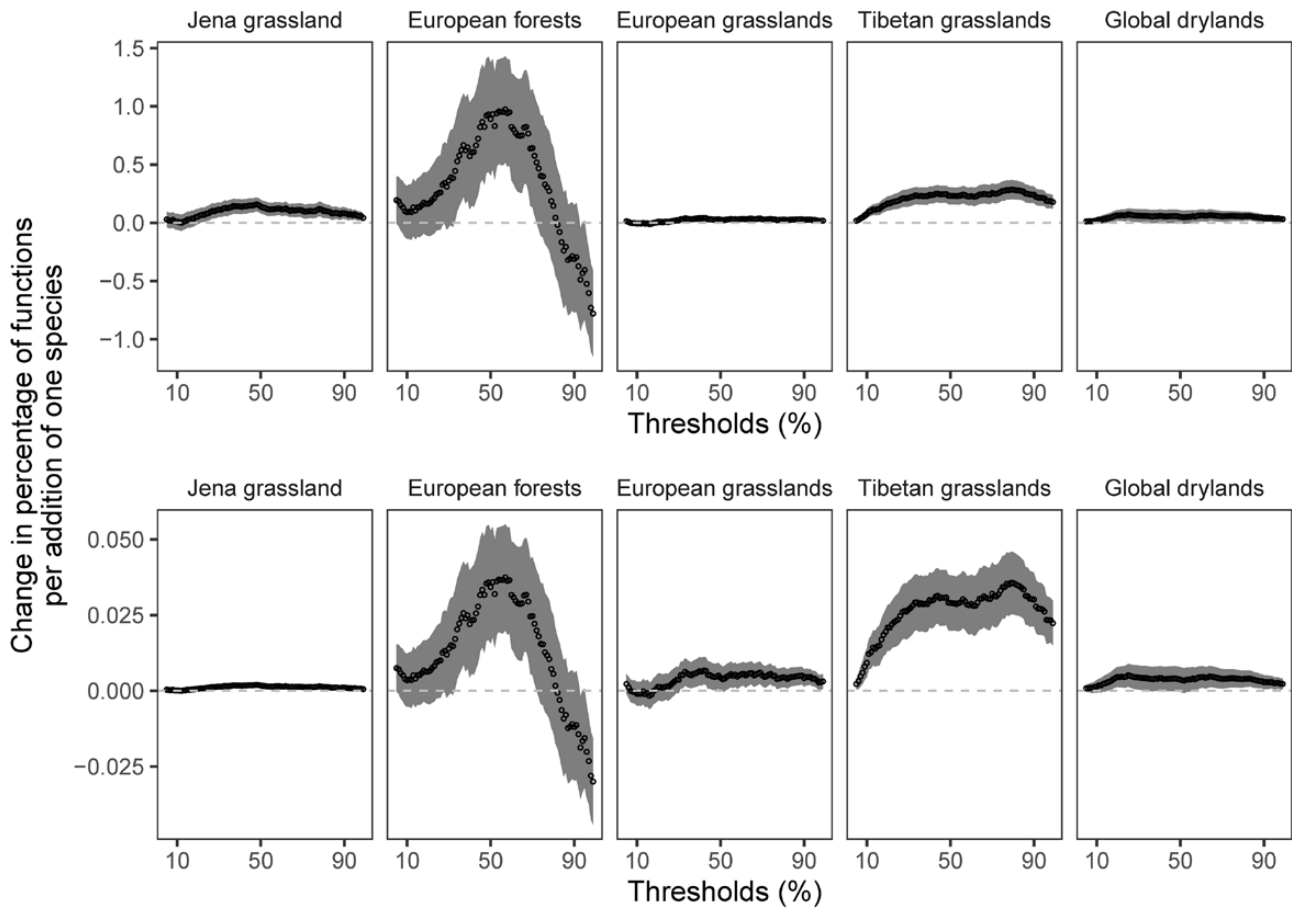 Jena grassland
European forests
European grasslands
Tibetan grasslands
Global drylands
1.5
1.0
0.5
0.0
−0.5
−1.0
10 50 90
10 50 90
10 50 90
10 50 90
10 50 90
Thresholds (%)
Change in percentage of functions
per addition of one species
Jena grassland
European forests
European grasslands
Tibetan grasslands
Global drylands
0.050
0.025
0.000
−0.025
10 50 90
10 50 90
10 50 90
10 50 90
10 50 90
Thresholds (%)